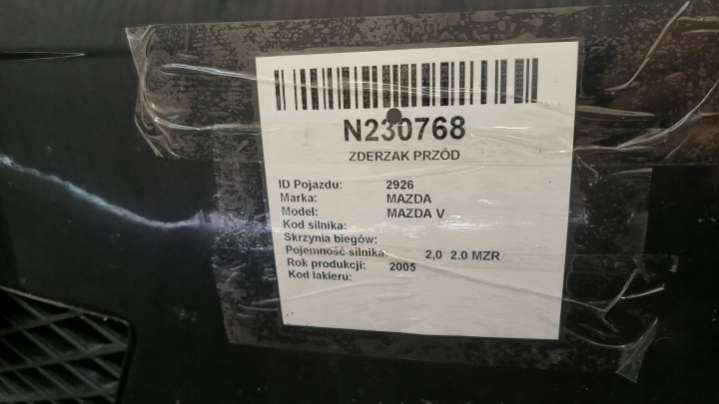 N230768
ZDERZAK PRZÓD
ID Pojazdu: 2926
Marka: MAZDA
Model: MAZDA V
Kod silnika:
Skrzynia biegów:
Pojemność silnika: 2,0 2.0 MZR
Rok produkcji: 2005
Kod lakieru: